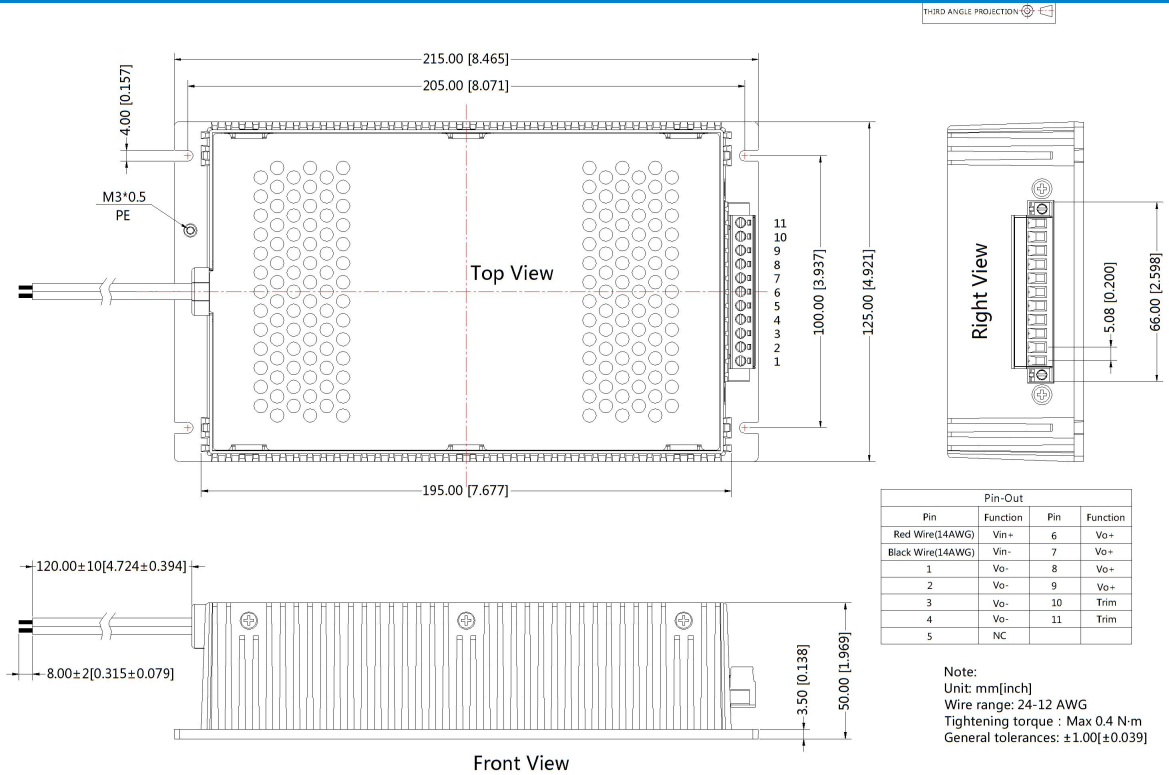 THIRD ANGLE PROJECTION
215.00 [8.465]
205.00 [8.071]
4.00 [0.157]
M3*0.5
PE
Top View
11
10
9
8
7
6
5
4
3
2
1
100.00 [3.937]
125.00 [4.921]
195.00 [7.677]
Right View
5.08 [0.200]
66.00 [2.598]
Pin-Out
Pin Function Pin Function
Red Wire(14AWG) Vin+ 6 Vo+
Black Wire(14AWG) Vin- 7 Vo+
1 Vo- 8 Vo+
2 Vo- 9 Vo+
3 Vo- 10 Trim
4 Vo- 11 Trim
5 NC
120.00±10[4.724±0.394]
8.00±2[0.315±0.079]
3.50 [0.138]
50.00 [1.969]
Front View
Note:
Unit: mm[inch]
Wire range: 24-12 AWG
Tightening torque : Max 0.4 N·m
General tolerances: ±1.00[±0.039]